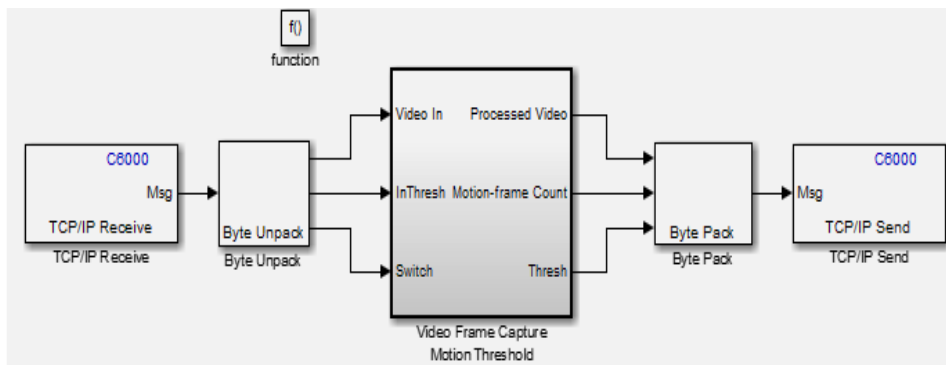 f()
function
C6000
Msg
TCP/IP Receive
TCP/IP Receive
Byte Unpack
Byte Unpack
Video In
Processed Video
InThresh
Motion-frame Count
Switch
Thresh
Video Frame Capture
Motion Threshold
Byte Pack
Byte Pack
C6000
Msg
TCP/IP Send
TCP/IP Send